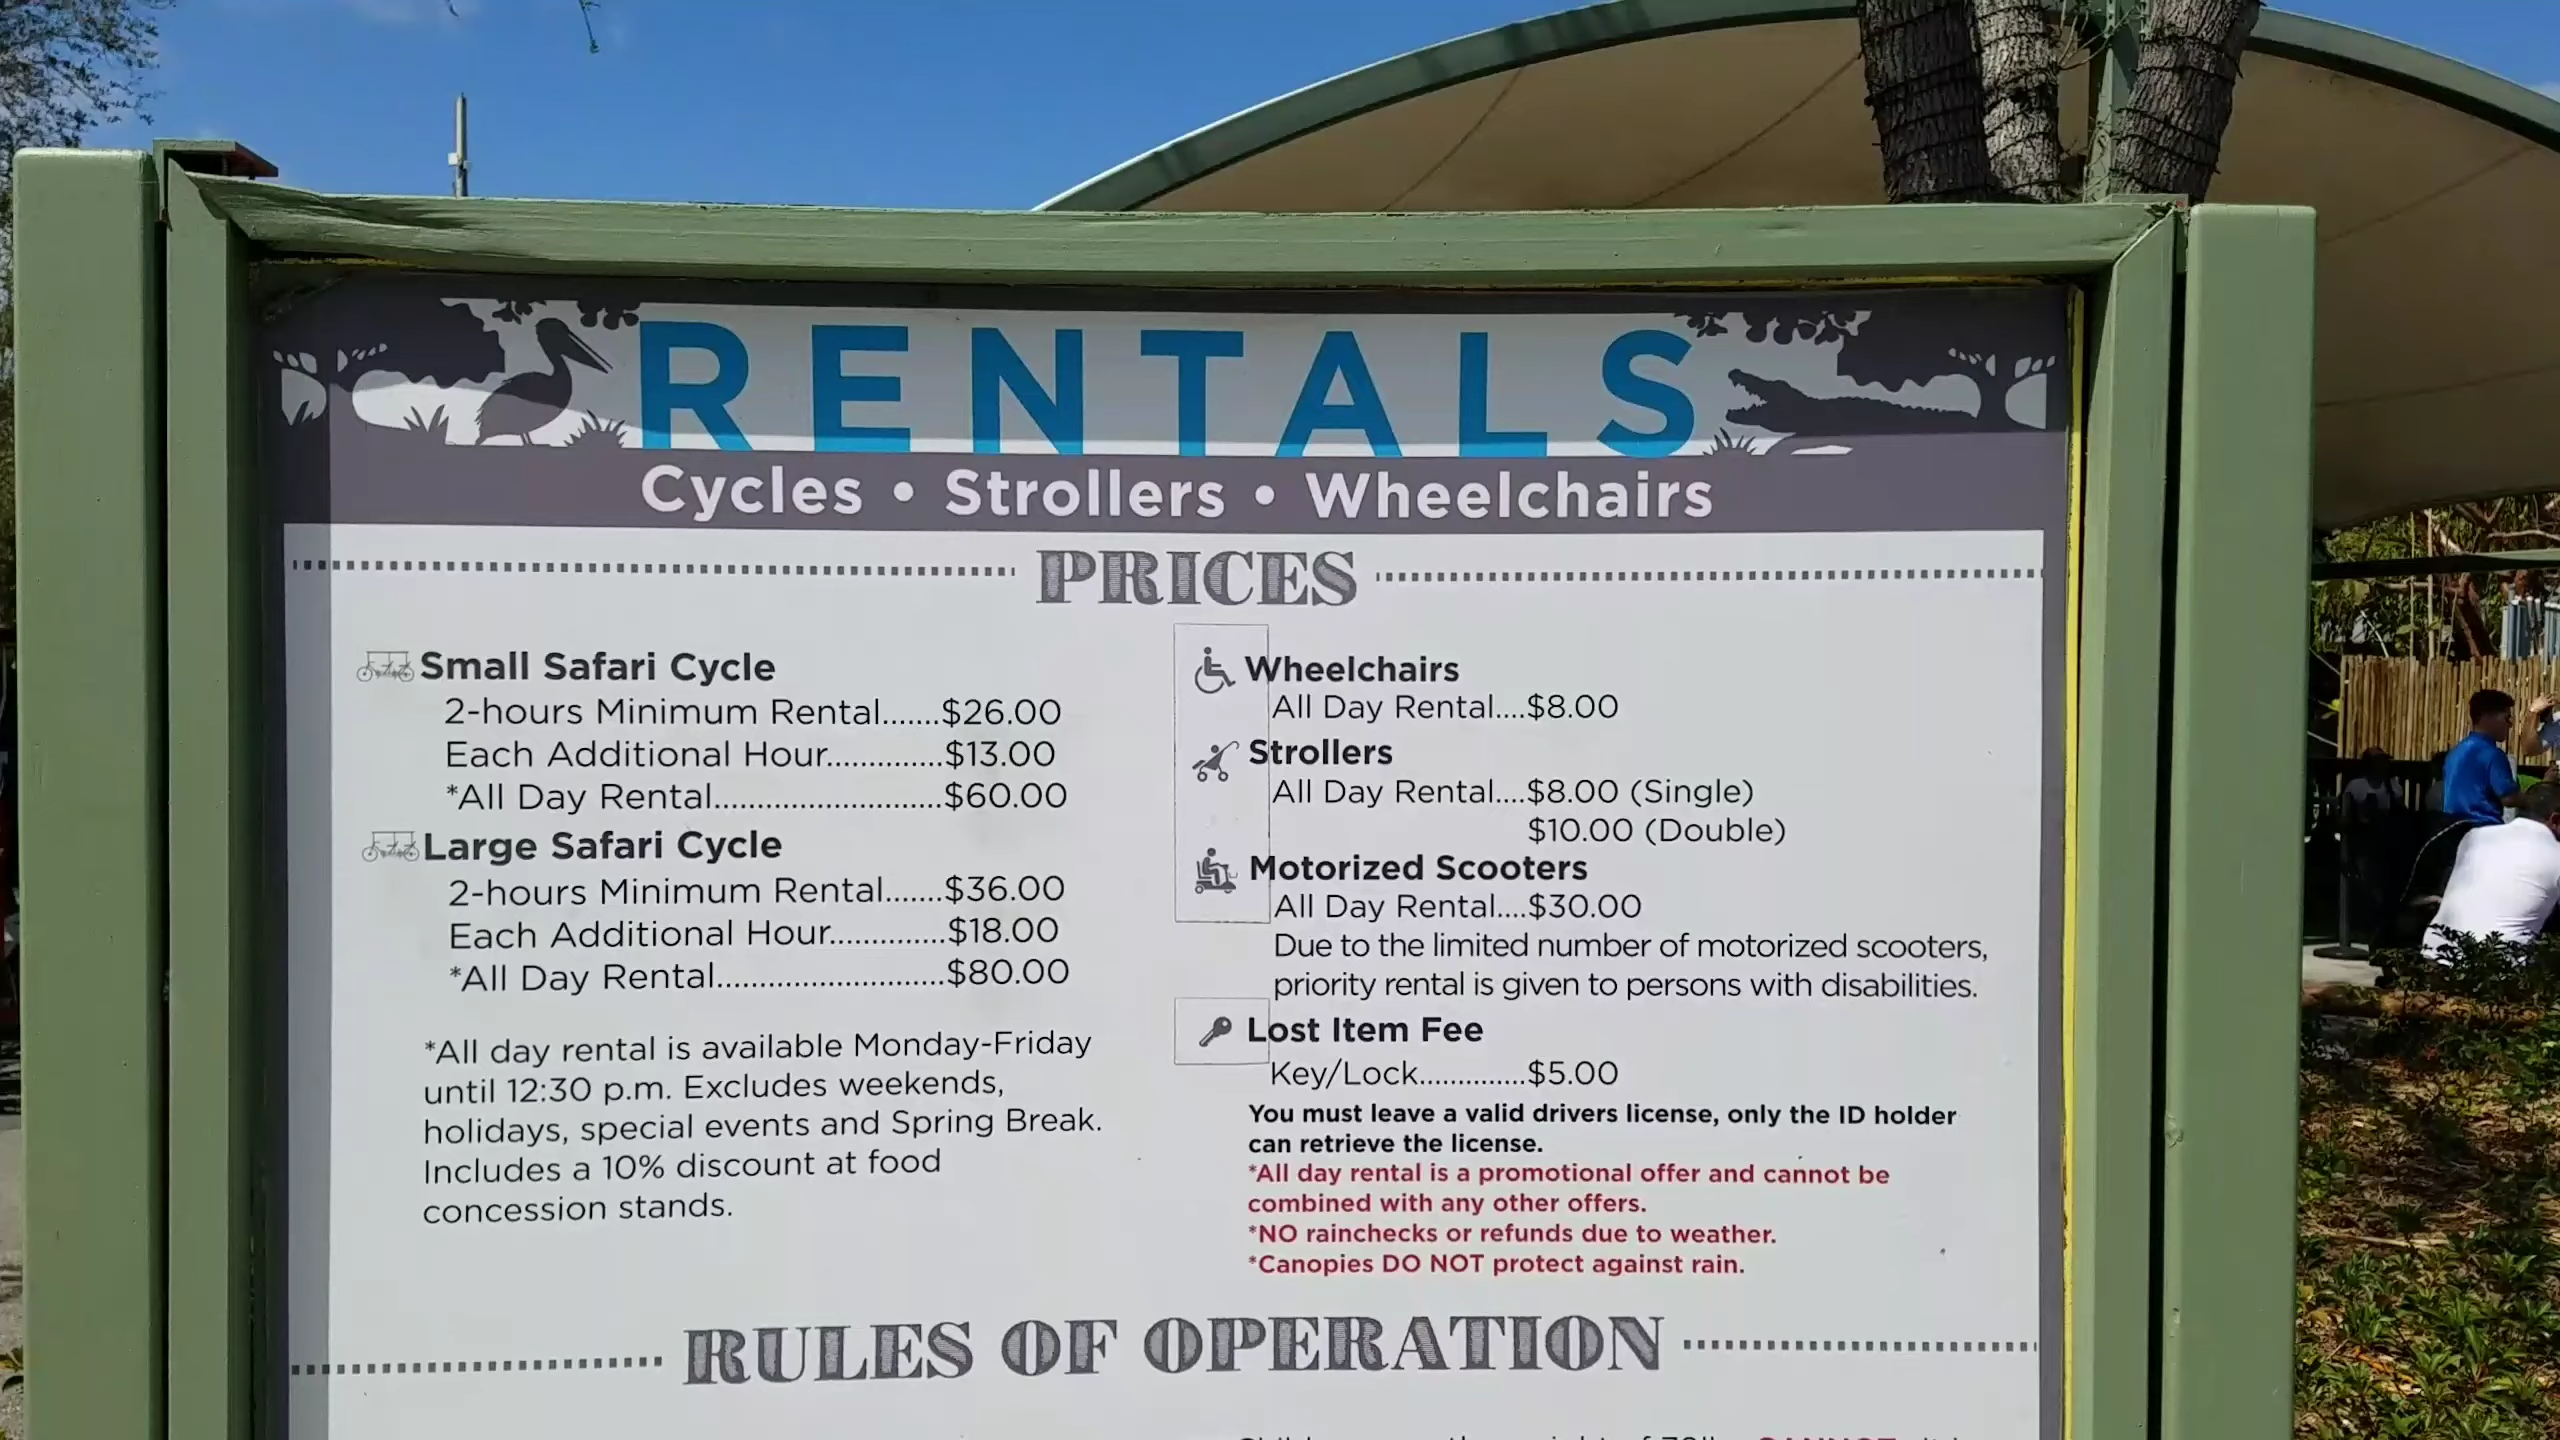 RENTALS
Cycles • Strollers • Wheelchairs
PRICES
Small Safari Cycle
2-hours Minimum Rental.......$26.00
Each Additional Hour..............$13.00
*All Day Rental...........................$60.00
Large Safari Cycle
2-hours Minimum Rental.......$36.00
Each Additional Hour..............$18.00
*All Day Rental...........................$80.00
*All day rental is available Monday-Friday
until 12:30 p.m. Excludes weekends,
holidays, special events and Spring Break.
Includes a 10% discount at food
concession stands.
Wheelchairs
All Day Rental....$8.00
Strollers
All Day Rental....$8.00 (Single)
$10.00 (Double)
Motorized Scooters
All Day Rental....$30.00
Due to the limited number of motorized scooters,
priority rental is given to persons with disabilities.
Lost Item Fee
Key/Lock..............$5.00
You must leave a valid drivers license, only the ID holder
can retrieve the license.
*All day rental is a promotional offer and cannot be
combined with any other offers.
*NO rainchecks or refunds due to weather.
*Canopies DO NOT protect against rain.
RULES OF OPERATION